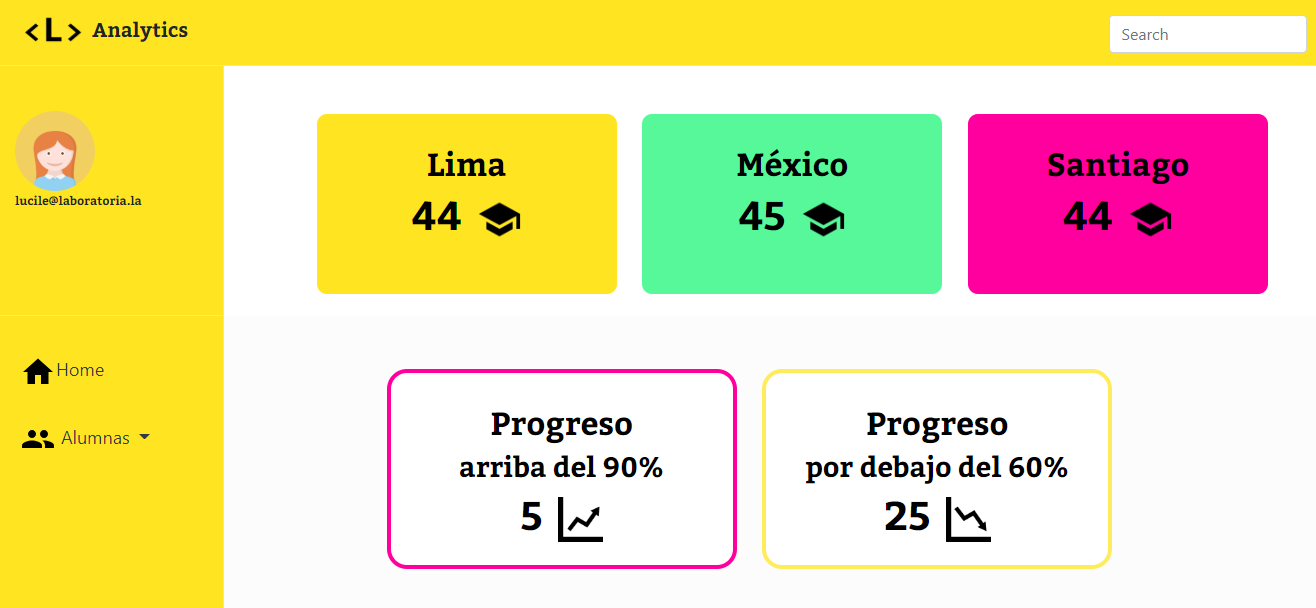 <L> Analytics
Search
lucile@laboratoria.la
Home
Alumnas
Lima
44
México
45
Santiago
44
Progreso
arriba del 90%
5
Progreso
por debajo del 60%
25